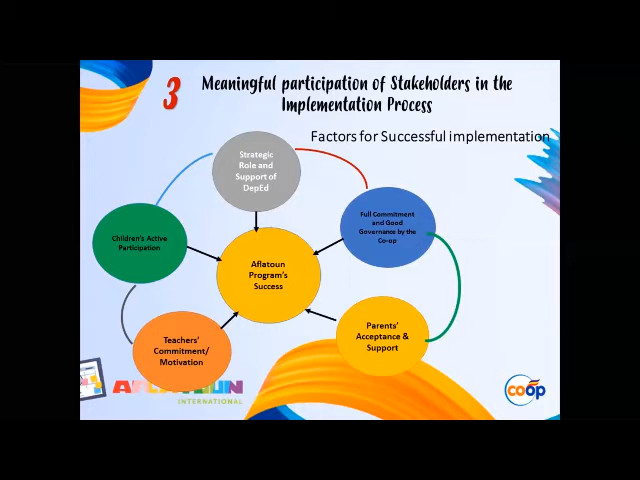 3
Meaningful participation of Stakeholders in the
Implementation Process
Factors for Successful implementation
Strategic
Role and
Support of
DepEd
Full Commitment
and Good
Governance by the
Co-op
Children's Active
Participation
Aflatoun
Program's
Success
Parents'
Acceptance &
Support
Teachers'
Commitment/
Motivation
INTERNATIONAL
coop